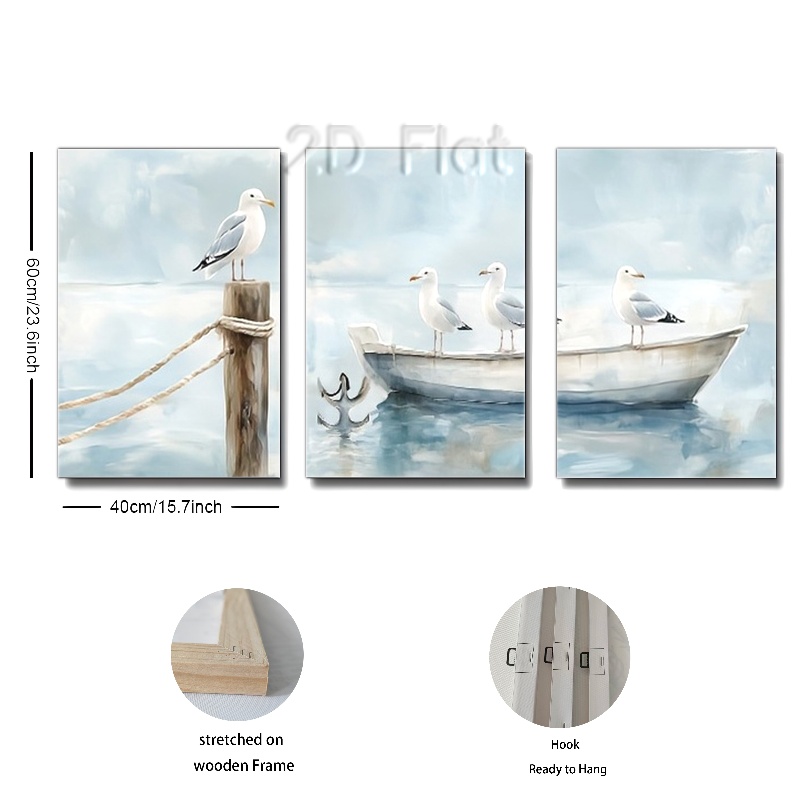 2D Flat
60cm/23.6inch
40cm/15.7inch
stretched on
wooden Frame
Hook
Ready to Hang